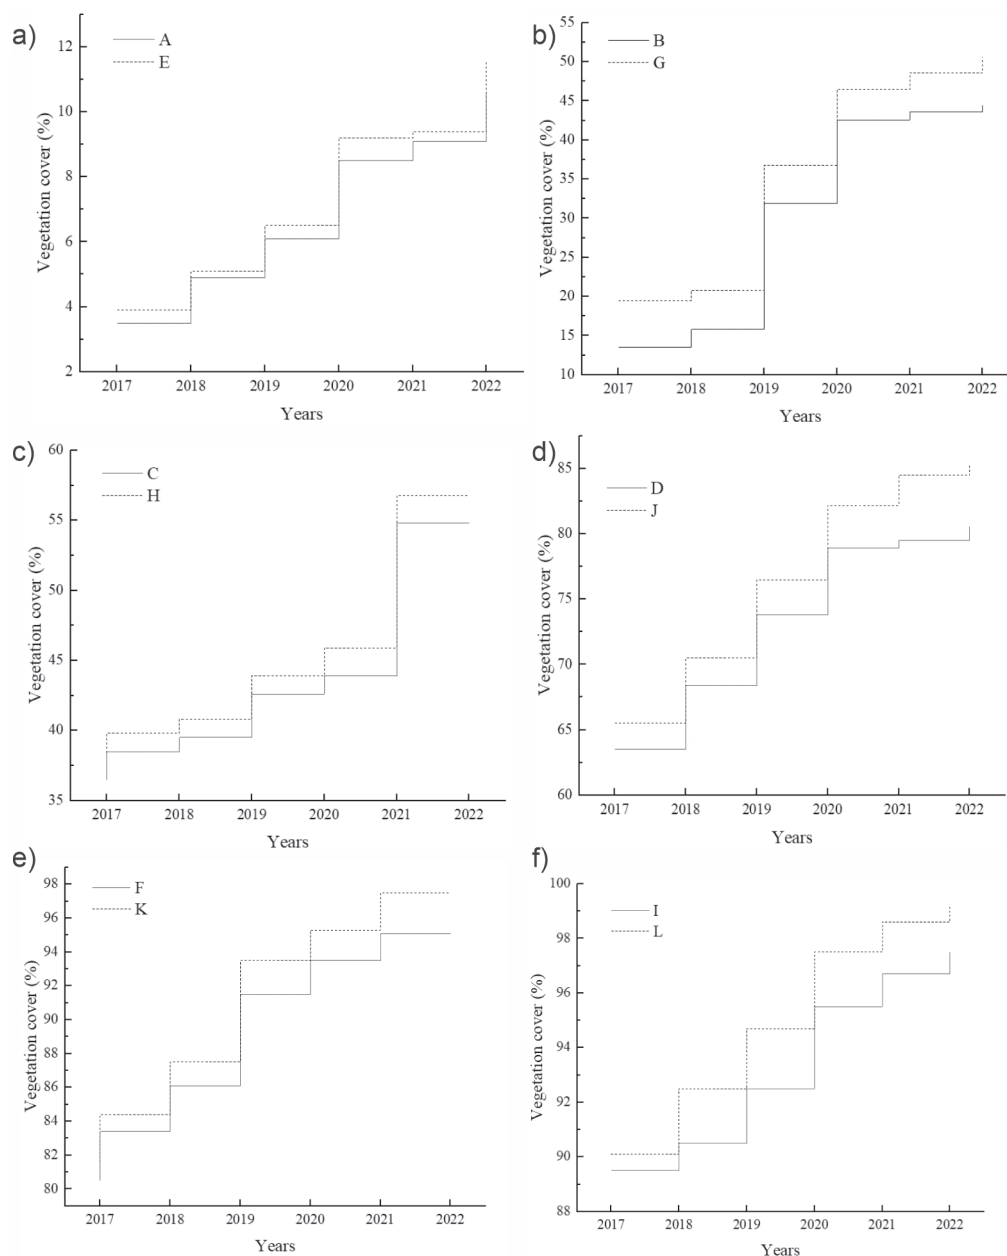 a)
A
E
Vegetation cover (%)
12
10
8
6
4
2
2017 2018 2019 2020 2021 2022
Years
b)
B
G
Vegetation cover (%)
55
50
45
40
35
30
25
20
15
10
2017 2018 2019 2020 2021 2022
Years
c)
C
H
Vegetation cover (%)
60
55
50
45
40
35
2017 2018 2019 2020 2021 2022
Years
d)
D
J
Vegetation cover (%)
85
80
75
70
65
60
2017 2018 2019 2020 2021 2022
Years
e)
F
K
Vegetation cover (%)
98
96
94
92
90
88
86
84
82
80
2017 2018 2019 2020 2021 2022
Years
f)
I
L
Vegetation cover (%)
100
98
96
94
92
90
88
2017 2018 2019 2020 2021 2022
Years